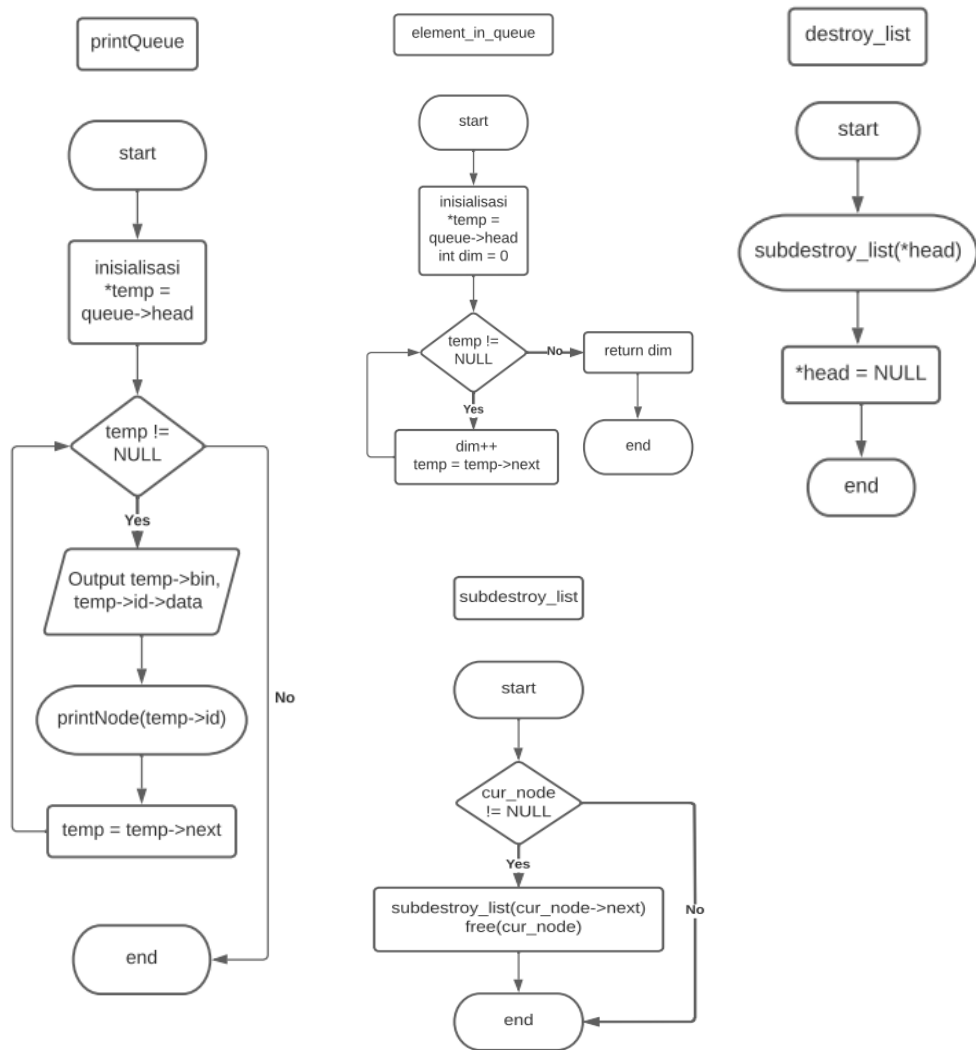 printQueue
start
inisialisasi
*temp =
queue->head
temp !=
NULL
Yes
No
Output temp->bin,
temp->id->data
printNode(temp->id)
temp = temp->next
end
element_in_queue
start
inisialisasi
*temp =
queue->head
int dim = 0
temp !=
NULL
No
return dim
Yes
dim++
temp = temp->next
end
destroy_list
start
subdestroy_list(*head)
*head = NULL
end
subdestroy_list
start
cur_node
!= NULL
Yes
No
subdestroy_list(cur_node->next)
free(cur_node)
end